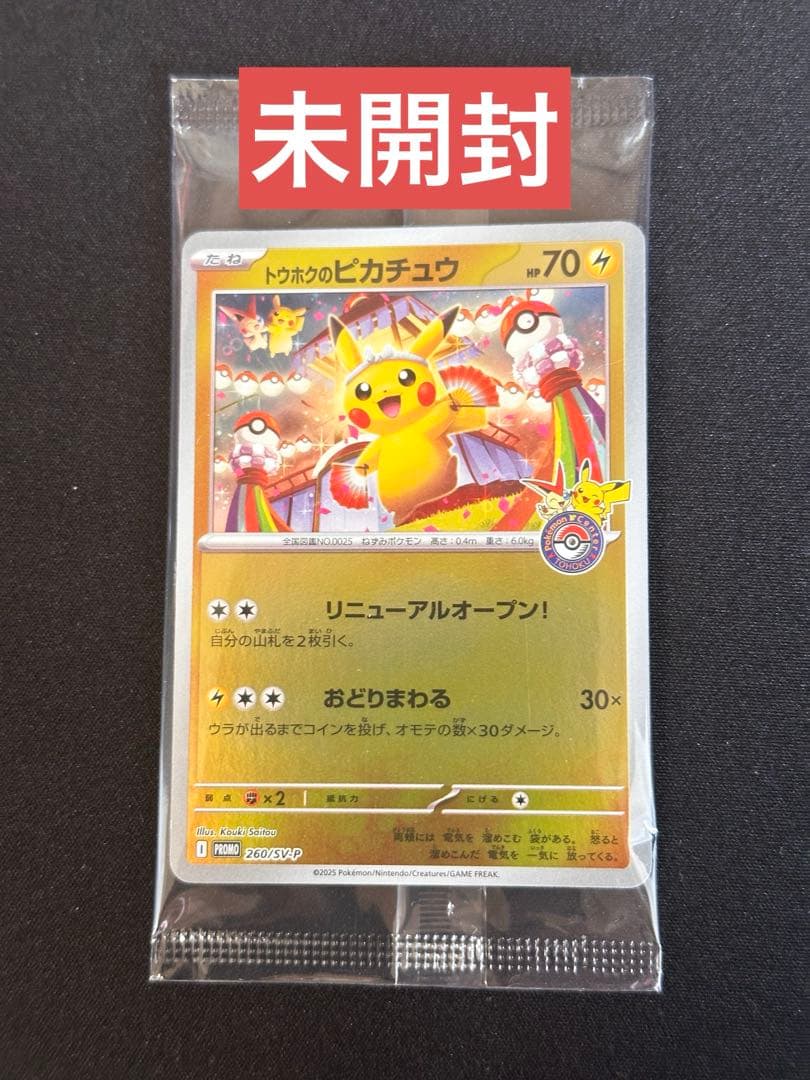 未開封
たね
トウホクのピカチュウ
HP 70
Pokémon Center
TOHOKU
全国図鑑NO.0025 ねずみポケモン 高さ:0.4m 重さ:6.0kg
リニューアルオープン!
自分の山札を2枚引く。
おどりまわる 30×
ウラが出るまでコインを投げ、オモテの数×30ダメージ。
弱点 ×2 抵抗力 にげる
Illus. Kouki Saitou
I PROMO 260/SV-P
両頬には 電気を 溜めこむ 袋がある。 怒ると
溜めこんだ 電気を 一気に 放ってくる。
©2025 Pokémon/Nintendo/Creatures/GAME FREAK.